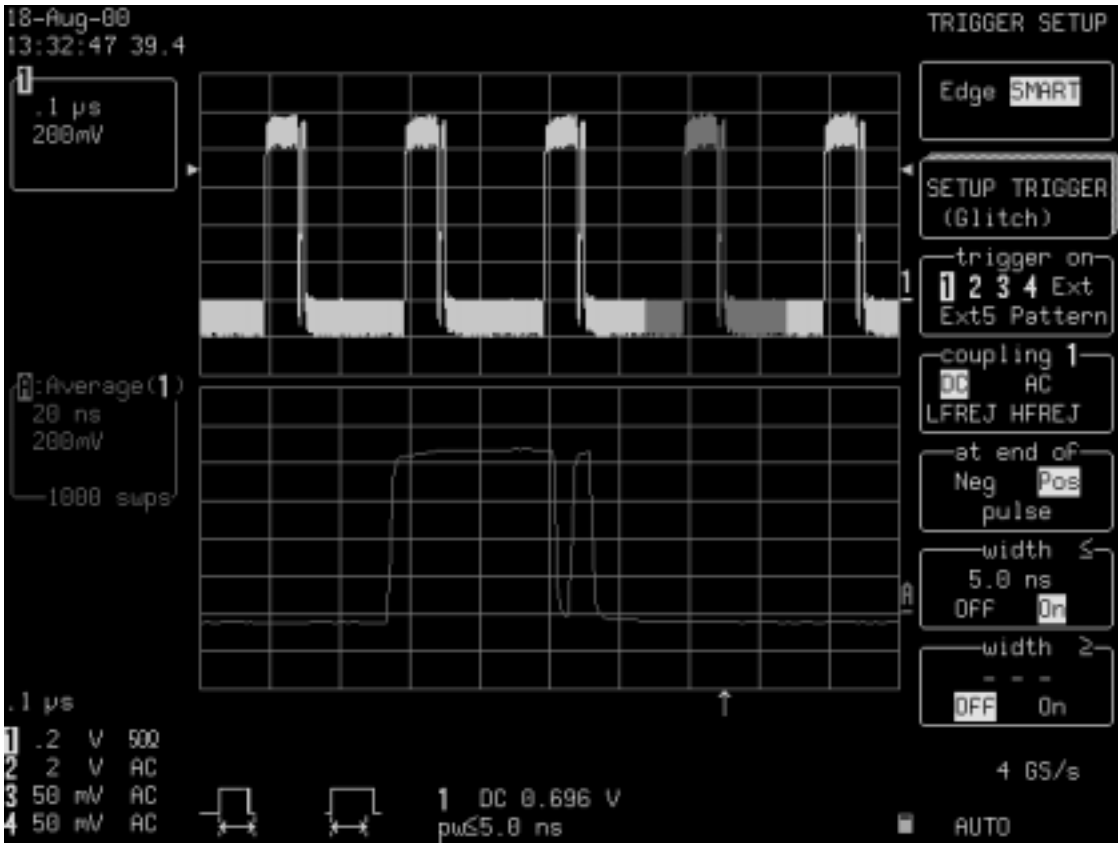 18-Aug-00
13:32:47 39.4
TRIGGER SETUP
1
.1 µs
200mV
Edge SMART
SETUP TRIGGER
(Glitch)
trigger on
1 2 3 4 Ext
Ext5 Pattern
1
coupling 1
DC AC
LFREJ HFREJ
A:Average(1)
20 ns
200mV
1000 swps
at end of
Neg Pos
pulse
width ≤
5.0 ns
OFF On
A
width ≥
- - -
OFF On
.1 µs
1 .2 V 50Ω
2 2 V AC
3 50 mV AC
4 50 mV AC
1 DC 0.696 V
pw≤5.0 ns
4 GS/s
AUTO